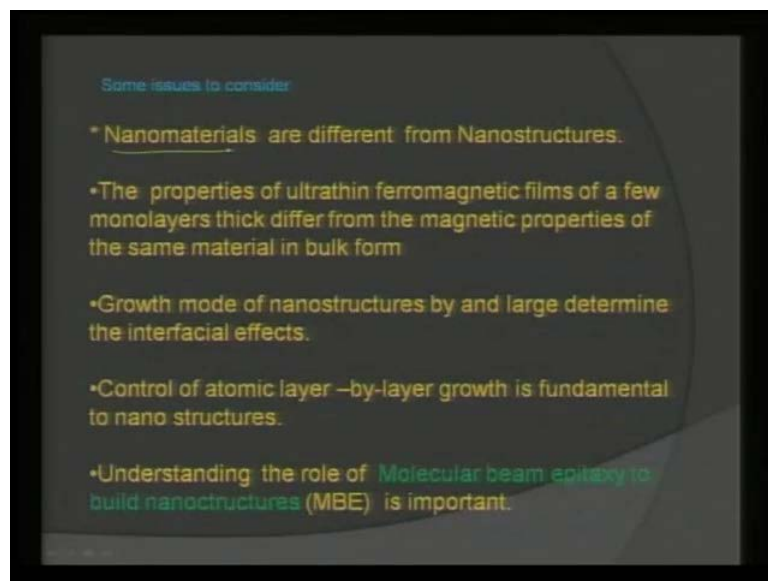 Some issues to consider
* Nanomaterials are different from Nanostructures.
•The properties of ultrathin ferromagnetic films of a few
monolayers thick differ from the magnetic properties of
the same material in bulk form
•Growth mode of nanostructures by and large determine
the interfacial effects.
•Control of atomic layer –by-layer growth is fundamental
to nano structures.
•Understanding the role of Molecular beam epitaxy to
build nanoctructures (MBE) is important.